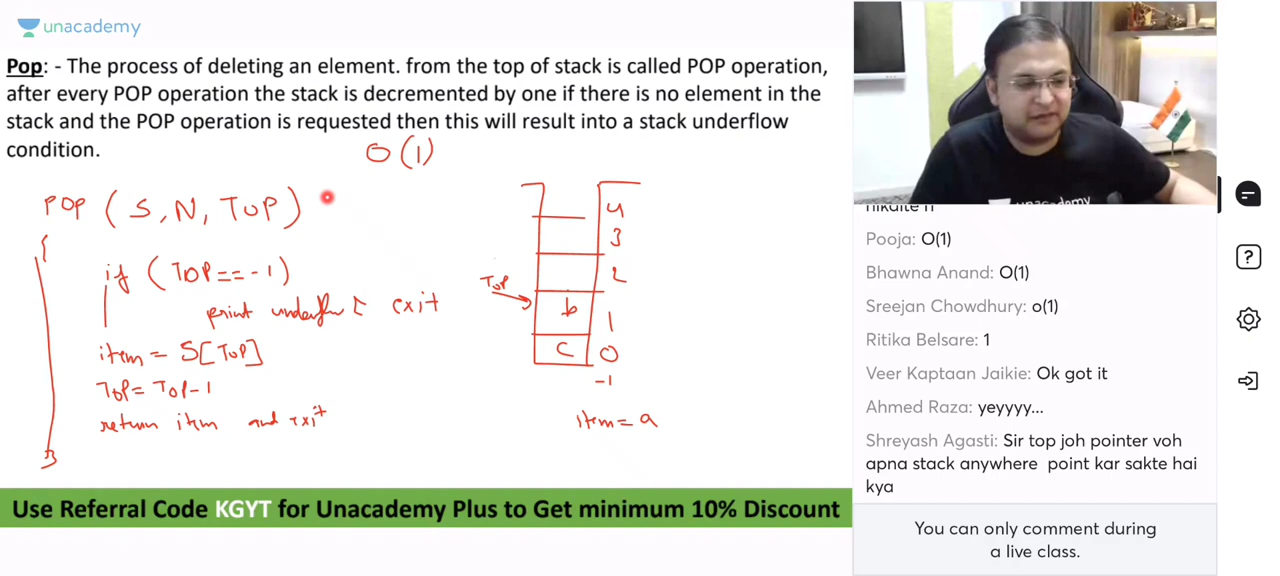 unacademy
Pop: - The process of deleting an element. from the top of stack is called POP operation,
after every POP operation the stack is decremented by one if there is no element in the
stack and the POP operation is requested then this will result into a stack underflow
condition.
O(1)
POP (S, N, TOP)
{
if (TOP==-1)
print underflow & exit
item = S[TOP]
TOP = TOP-1
return item and exit
}
4
3
2
TOP
b 1
C 0
-1
item = a
Use Referral Code KGYT for Unacademy Plus to Get minimum 10% Discount
unacademy
Pooja: O(1)
Bhawna Anand: O(1)
Sreejan Chowdhury: o(1)
Ritika Belsare: 1
Veer Kaptaan Jaikie: Ok got it
Ahmed Raza: yeyyyy...
Shreyash Agasti: Sir top joh pointer voh
apna stack anywhere point kar sakte hai
kya
You can only comment during
a live class.
?